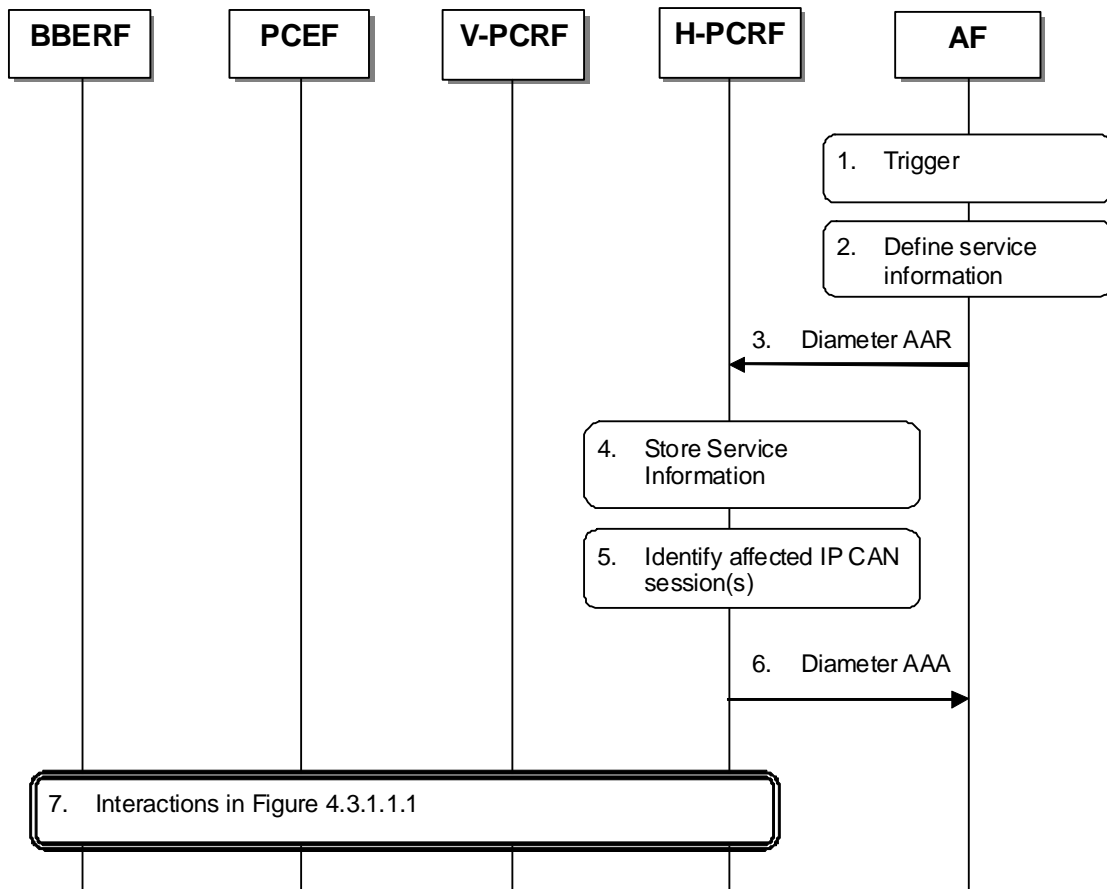 BBERF
PCEF
V-PCRF
H-PCRF
AF
1. Trigger
2. Define service
information
3. Diameter AAR
4. Store Service
Information
5. Identify affected IP CAN
session(s)
6. Diameter AAA
7. Interactions in Figure 4.3.1.1.1